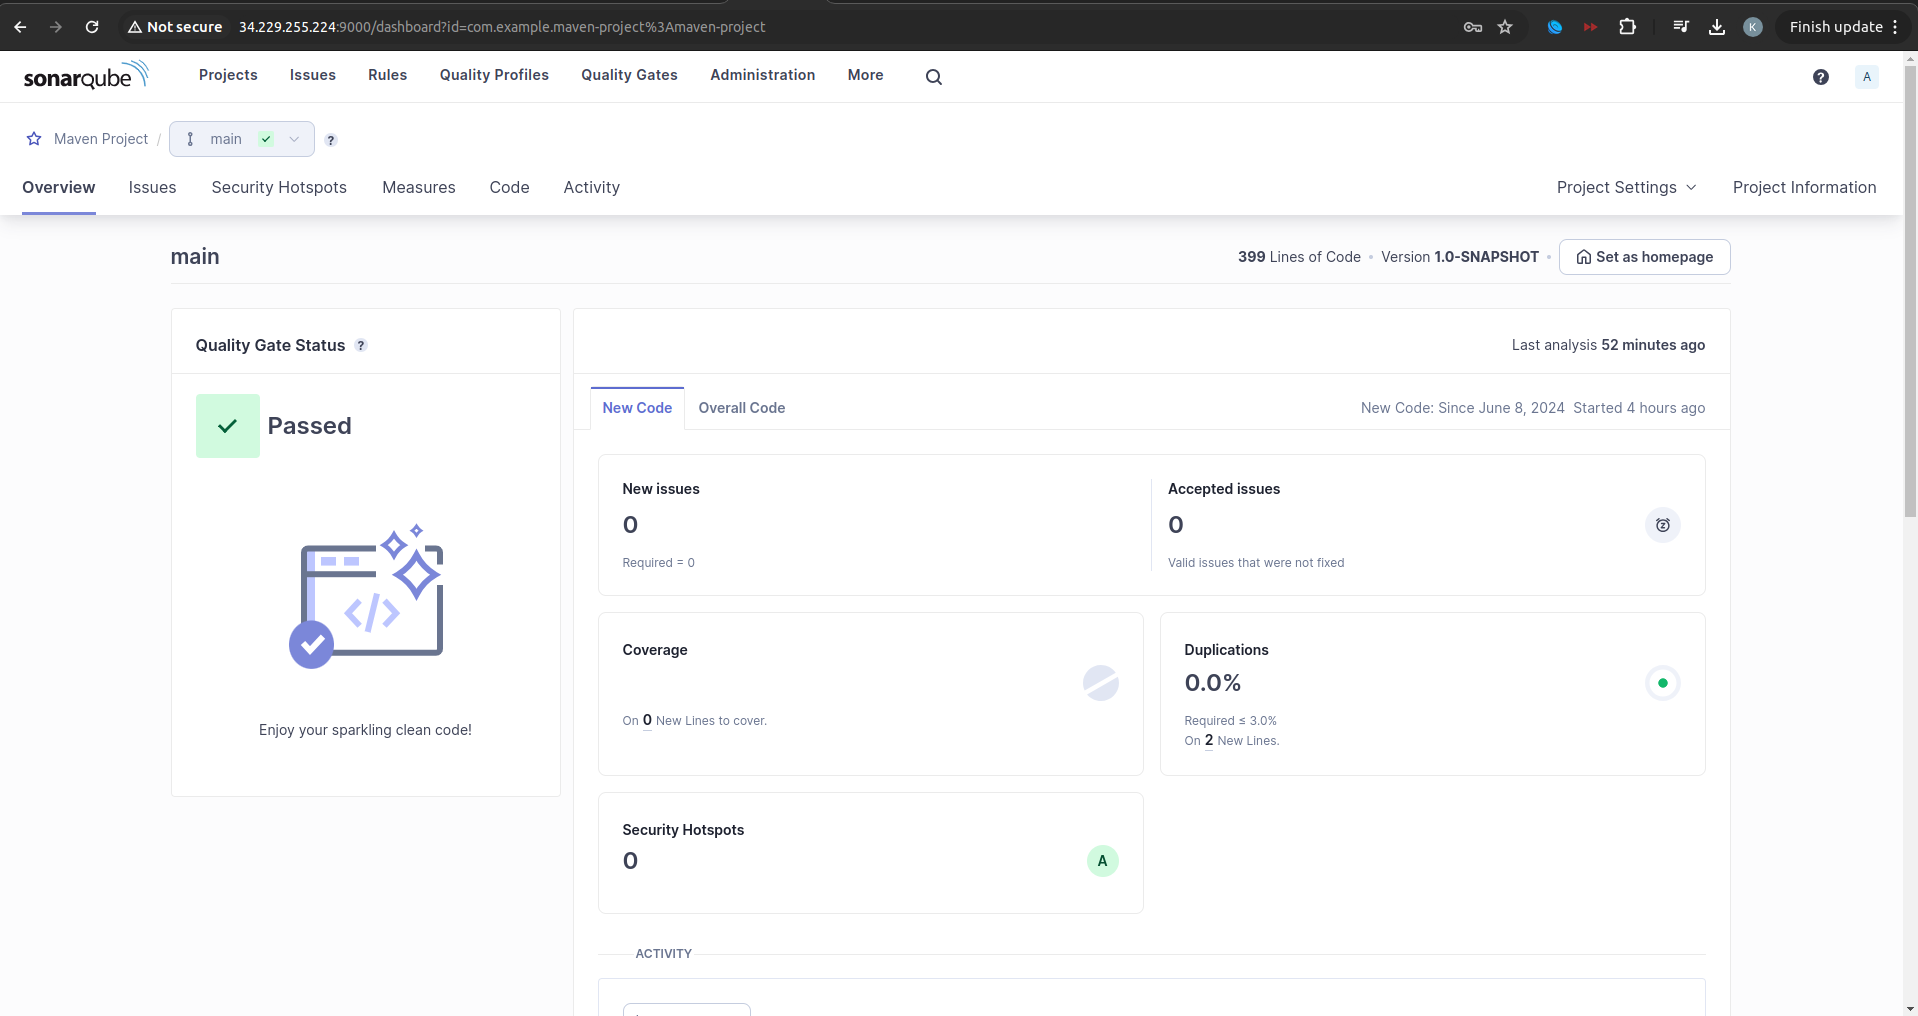 Not secure 34.229.255.224:9000/dashboard?id=com.example.maven-project%3Amaven-project K Finish update
sonarqube Projects Issues Rules Quality Profiles Quality Gates Administration More ? A
Maven Project / main ?
Overview Issues Security Hotspots Measures Code Activity Project Settings Project Information
main 399 Lines of Code • Version 1.0-SNAPSHOT • Set as homepage
Quality Gate Status ?
Passed
</>
Enjoy your sparkling clean code!
Last analysis 52 minutes ago
New Code Overall Code New Code: Since June 8, 2024 Started 4 hours ago
New issues
0
Required = 0
Accepted issues
0
Valid issues that were not fixed
Coverage
On 0 New Lines to cover.
Duplications
0.0%
Required ≤ 3.0%
On 2 New Lines.
Security Hotspots
0 A
ACTIVITY